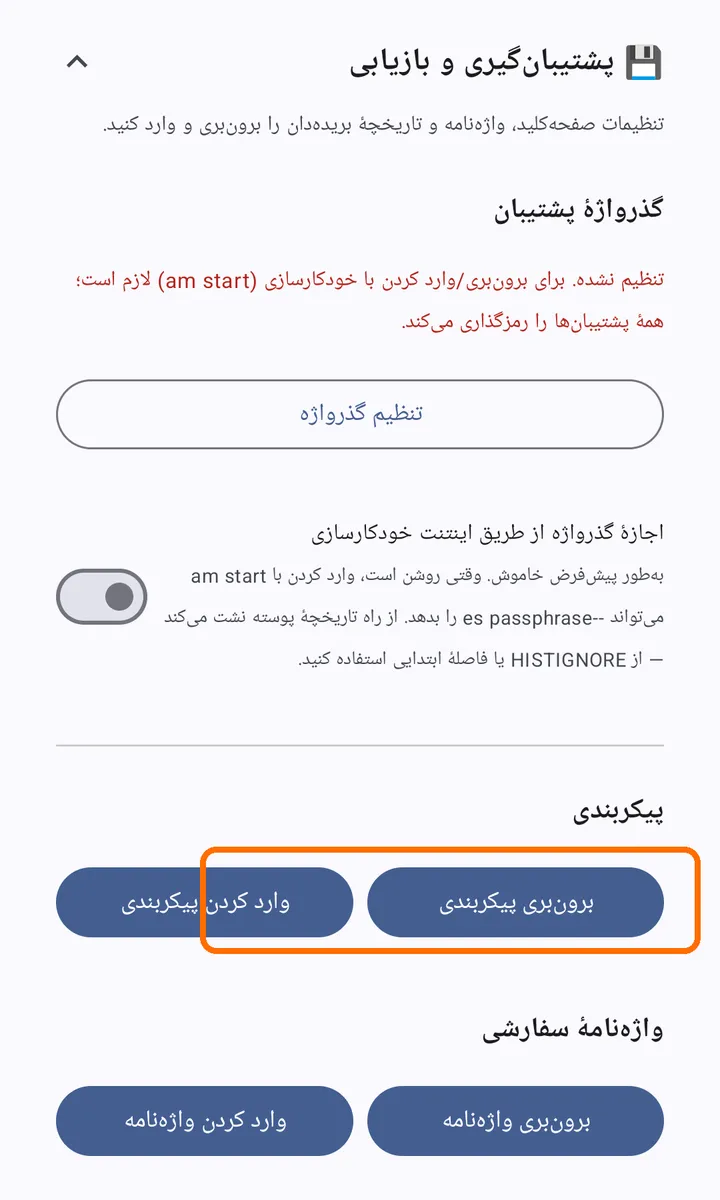 💾 پشتیبان‌گیری و بازیابی
تنظیمات صفحه‌کلید، واژه‌نامه و تاریخچهٔ بریده‌دان را برون‌بری و وارد کنید.
گذرواژهٔ پشتیبان
تنظیم نشده. برای برون‌بری/وارد کردن با خودکارسازی (am start) لازم است؛
همهٔ پشتیبان‌ها را رمزگذاری می‌کند.
تنظیم گذرواژه
اجازهٔ گذرواژه از طریق اینتنت خودکارسازی
به‌طور پیش‌فرض خاموش. وقتی روشن است، وارد کردن با am start
می‌تواند --es passphrase را بدهد. از راه تاریخچهٔ پوسته نشت می‌کند
— از HISTIGNORE یا فاصلهٔ ابتدایی استفاده کنید.
پیکربندی
برون‌بری پیکربندی
وارد کردن پیکربندی
واژه‌نامهٔ سفارشی
برون‌بری واژه‌نامه
وارد کردن واژه‌نامه